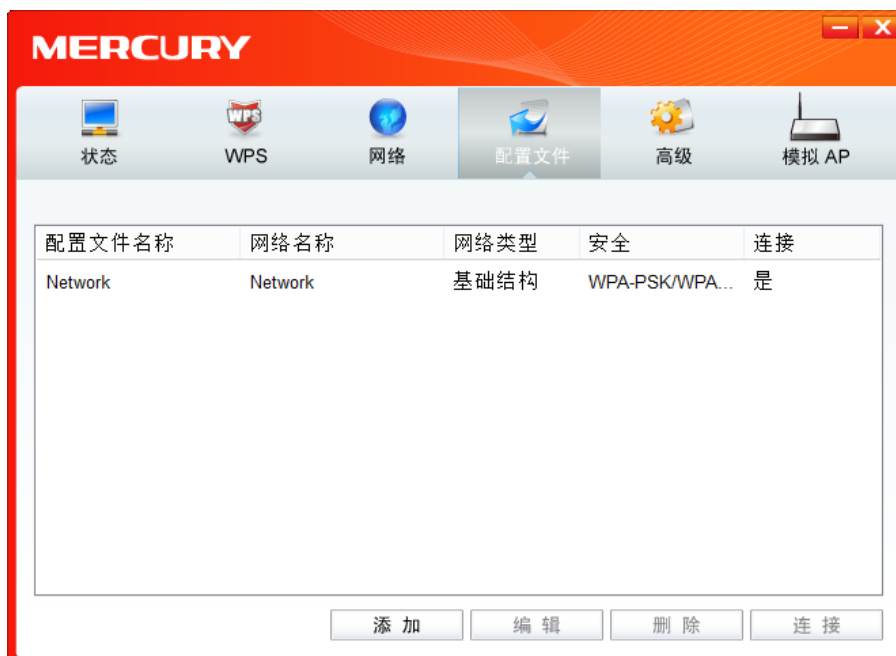 MERCURY
状态 WPS 网络 配置文件 高级 模拟 AP
配置文件名称 网络名称 网络类型 安全 连接
Network Network 基础结构 WPA-PSK/WPA... 是
添 加 编 辑 删 除 连 接